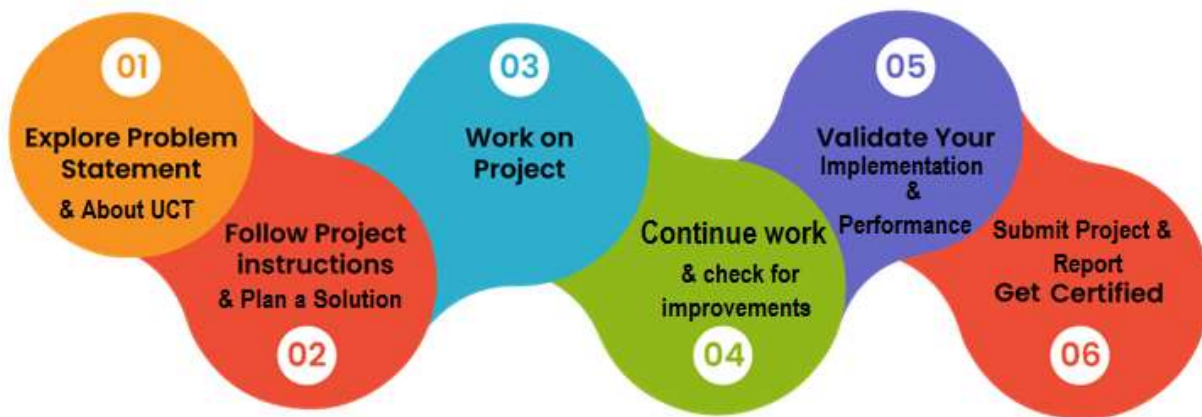 01
Explore Problem
Statement
& About UCT
Follow Project
instructions
& Plan a Solution
02
03
Work on
Project
Continue work
& check for
improvements
04
05
Validate Your
Implementation
&
Performance
Submit Project &
Report
Get Certified
06